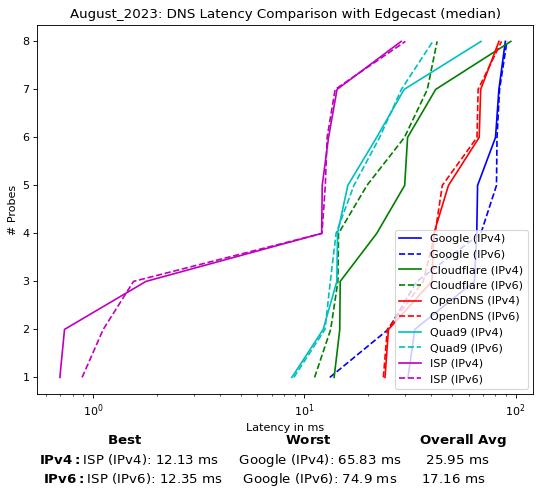 August_2023: DNS Latency Comparison with Edgecast (median)
8
7
6
5
4
3
2
1
# Probes
Google (IPv4)
Google (IPv6)
Cloudflare (IPv4)
Cloudflare (IPv6)
OpenDNS (IPv4)
OpenDNS (IPv6)
Quad9 (IPv4)
Quad9 (IPv6)
ISP (IPv4)
ISP (IPv6)
10⁰ 10¹ 10²
Latency in ms
Best Worst Overall Avg
IPv4: ISP (IPv4): 12.13 ms Google (IPv4): 65.83 ms 25.95 ms
IPv6: ISP (IPv6): 12.35 ms Google (IPv6): 74.9 ms 17.16 ms